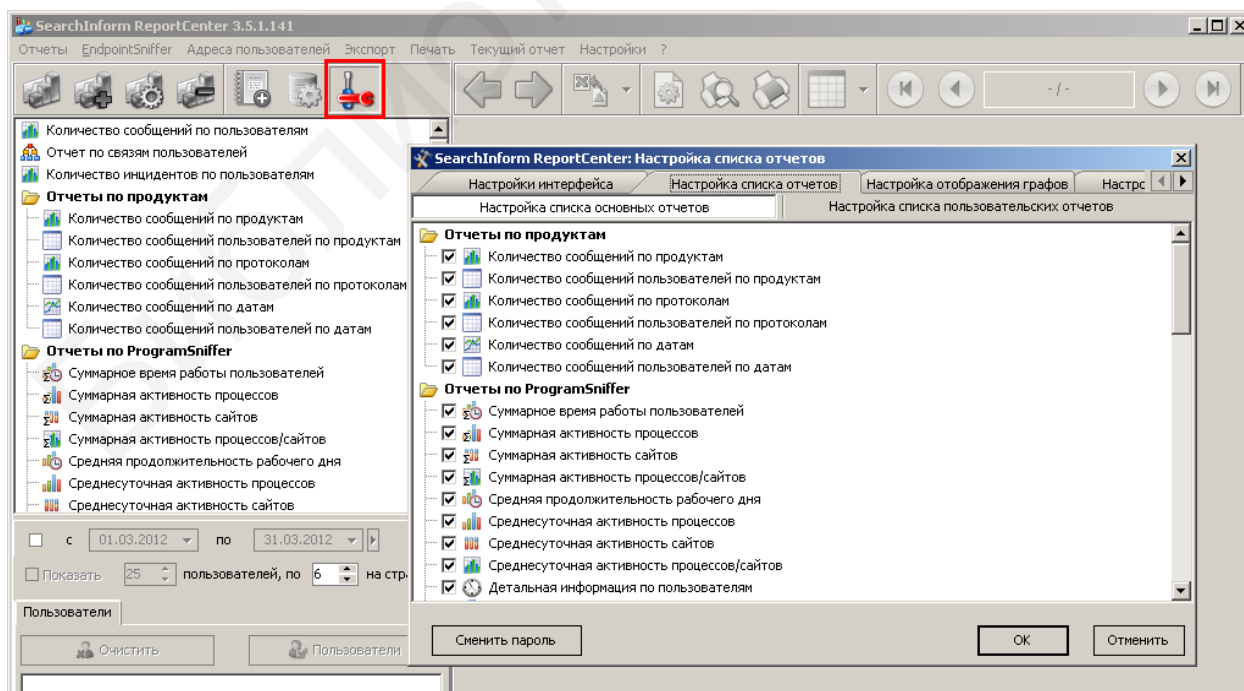 SearchInform ReportCenter 3.5.1.141
Отчеты EndpointSniffer Адреса пользователей Экспорт Печать Текущий отчет Настройки ?
- / -
Количество сообщений по пользователям
Отчет по связям пользователей
Количество инцидентов по пользователям
Отчеты по продуктам
Количество сообщений по продуктам
Количество сообщений пользователей по продуктам
Количество сообщений по протоколам
Количество сообщений пользователей по протоколам
Количество сообщений по датам
Количество сообщений пользователей по датам
Отчеты по ProgramSniffer
Суммарное время работы пользователей
Суммарная активность процессов
Суммарная активность сайтов
Суммарная активность процессов/сайтов
Средняя продолжительность рабочего дня
Среднесуточная активность процессов
Среднесуточная активность сайтов
с 01.03.2012 по 31.03.2012
Показать 25 пользователей, по 6 на стр
Пользователи
Очистить Пользователи
SearchInform ReportCenter: Настройка списка отчетов
Настройки интерфейса Настройка списка отчетов Настройка отображения графов Настрс
Настройка списка основных отчетов Настройка списка пользовательских отчетов
Отчеты по продуктам
Количество сообщений по продуктам
Количество сообщений пользователей по продуктам
Количество сообщений по протоколам
Количество сообщений пользователей по протоколам
Количество сообщений по датам
Количество сообщений пользователей по датам
Отчеты по ProgramSniffer
Суммарное время работы пользователей
Суммарная активность процессов
Суммарная активность сайтов
Суммарная активность процессов/сайтов
Средняя продолжительность рабочего дня
Среднесуточная активность процессов
Среднесуточная активность сайтов
Среднесуточная активность процессов/сайтов
Детальная информация по пользователям
Сменить пароль OK Отменить